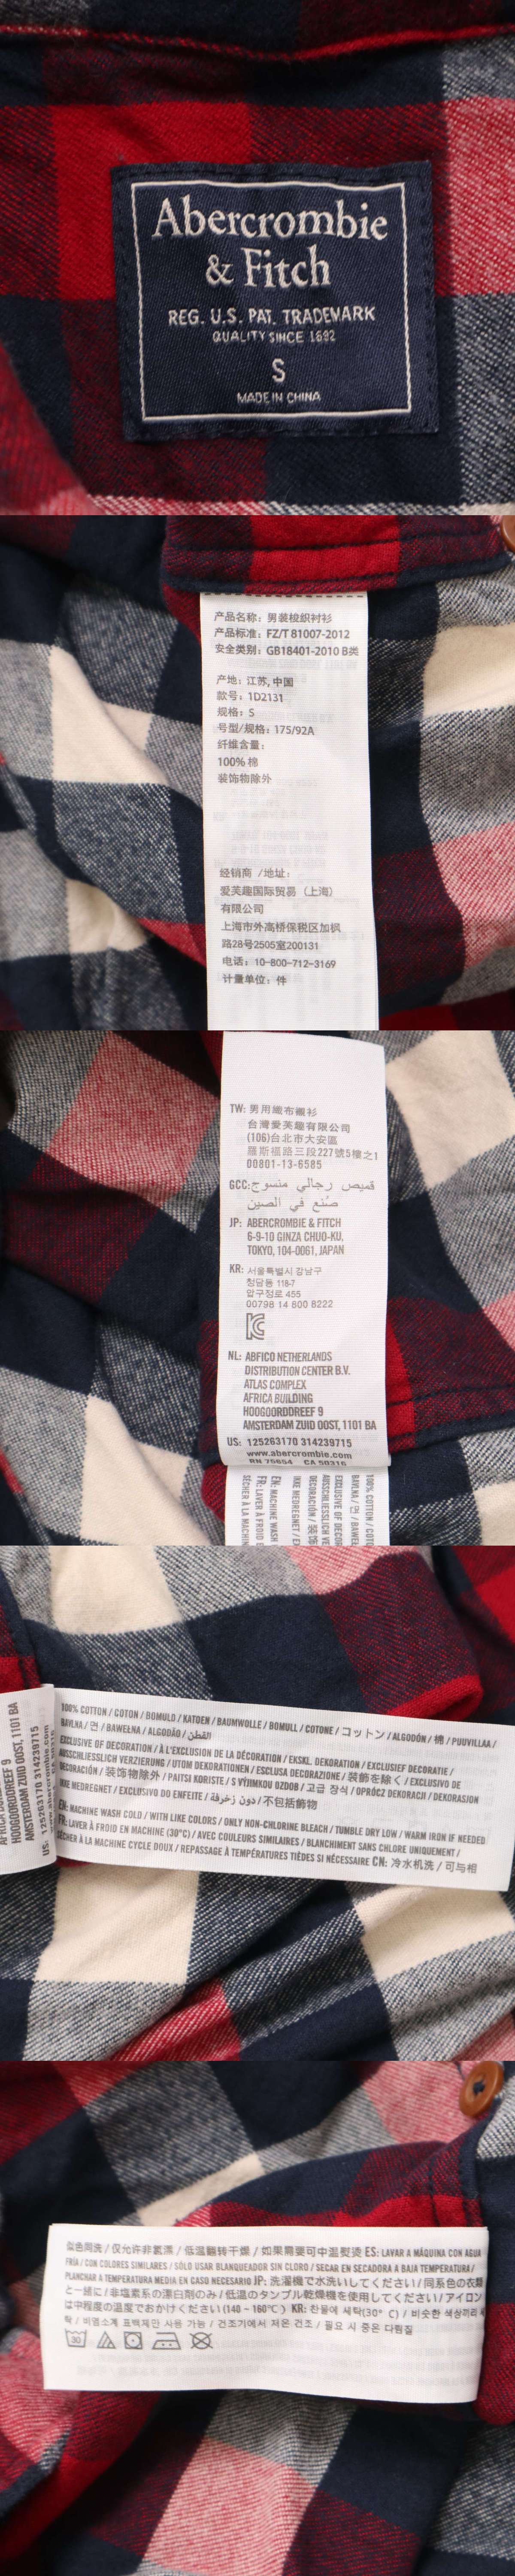 Abercrombie
& Fitch
REG. U.S. PAT. TRADEMARK
QUALITY SINCE 1892
S
MADE IN CHINA
产品名称：男装梭织衬衫
产品标准：FZ/T 81007-2012
安全类别：GB18401-2010 B类
产地：江苏, 中国
款号：1D2131
规格：S
号型/规格：175/92A
纤维含量：
100% 棉
装饰物除外
经销商 /地址：
爱芙趣国际贸易（上海）
有限公司
上海市外高桥保税区加枫
路28号2505室200131
电话：10-800-712-3169
计量单位：件
TW: 男用織布襯衫
台灣愛芙趣有限公司
(106)台北市大安區
羅斯福路三段227號5樓之1
00801-13-6585
GCC: قميص رجالي منسوج
صنع في الصين
JP: ABERCROMBIE & FITCH
6-9-10 GINZA CHUO-KU,
TOKYO, 104-0061, JAPAN
KR: 서울특별시 강남구
청담동 118-7
압구정로 455
00798 14 800 8222
NL: ABFICO NETHERLANDS
DISTRIBUTION CENTER B.V.
ATLAS COMPLEX
AFRICA BUILDING
HOOGOORDDREEF 9
AMSTERDAM ZUID OOST, 1101 BA
US: 125263170 314239715
www.abercrombie.com
RN 75654 CA 50316
HOOGOORDDREEF 9
AMSTERDAM ZUID OOST, 1101 BA
US: 125263170 314239715
100% COTTON / COTON / BOMULD / KATOEN / BAUMWOLLE / BOMULL / COTONE / コットン / ALGODÓN / 棉 / PUUVILLAA /
BAVLNA / 면 / BAWEŁNA / ALGODÃO / القطن
EXCLUSIVE OF DECORATION / À L'EXCLUSION DE LA DÉCORATION / EKSKL. DEKORATION / EXCLUSIEF DECORATIE /
AUSSCHLIESSLICH VERZIERUNG / UTOM DEKORATIONEN / ESCLUSA DECORAZIONE / 装飾を除く / EXCLUSIVO DE
DECORACIÓN / 装饰物除外 / PAITSI KORISTE / S VÝJIMKOU OZDOB / 고급 장식 / OPRÓCZ DEKORACJI / DEKORASION
IKKE MEDREGNET / EXCLUSIVO DO ENFEITE / دون زخرفة / 不包括飾物
EN: MACHINE WASH COLD / WITH LIKE COLORS / ONLY NON-CHLORINE BLEACH / TUMBLE DRY LOW / WARM IRON IF NEEDED
FR: LAVER À FROID EN MACHINE (30°C) / AVEC COULEURS SIMILAIRES / BLANCHIMENT SANS CHLORE UNIQUEMENT /
SÉCHER À LA MACHINE CYCLE DOUX / REPASSAGE À TEMPÉRATURES TIÈDES SI NÉCESSAIRE CN: 冷水机洗 / 可与相
似色同洗 / 仅允许非氯漂 / 低温翻转干燥 / 如果需要可中温熨烫 ES: LAVAR A MÁQUINA CON AGUA
FRÍA / CON COLORES SIMILARES / SÓLO USAR BLANQUEADOR SIN CLORO / SECAR EN SECADORA A BAJA TEMPERATURA /
PLANCHAR A TEMPERATURA MEDIA EN CASO NECESARIO JP: 洗濯機で水洗いしてください / 同系色の衣類
と一緒に / 非塩素系の漂白剤のみ / 低温のタンブル乾燥機を使用してください / アイロン
は中程度の温度でおかけください (140 - 160℃) KR: 찬물에 세탁(30° C) / 비슷한 색상끼리 세
탁 / 비염소계 표백제만 사용 가능 / 건조기에서 저온 건조 / 필요 시 중온 다림질
30